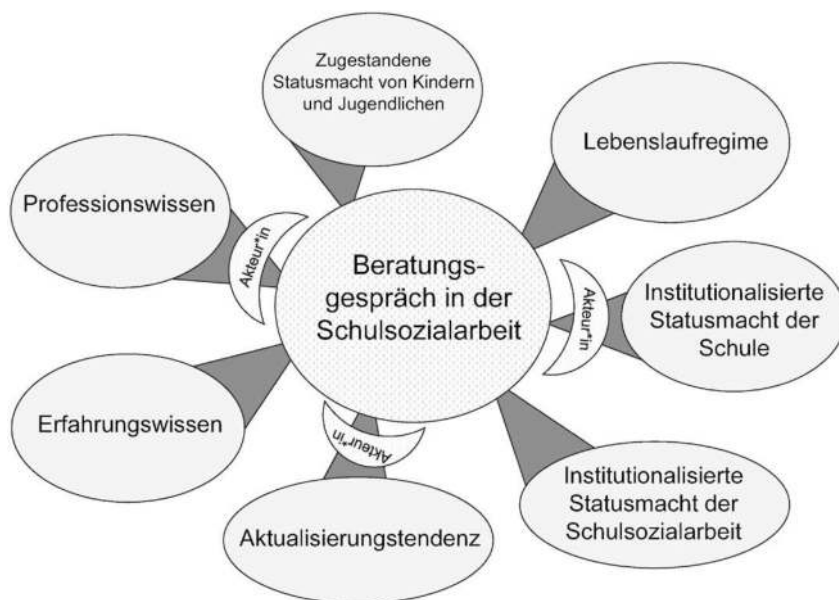 Zugestandene
Statusmacht von Kindern
und Jugendlichen
Lebenslaufregime
Professionswissen
Akteur*in
Beratungs-
gespräch in der
Schulsozialarbeit
Akteur*in
Institutionalisierte
Statusmacht der
Schule
Erfahrungswissen
Akteur*in
Aktualisierungstendenz
Institutionalisierte
Statusmacht der
Schulsozialarbeit